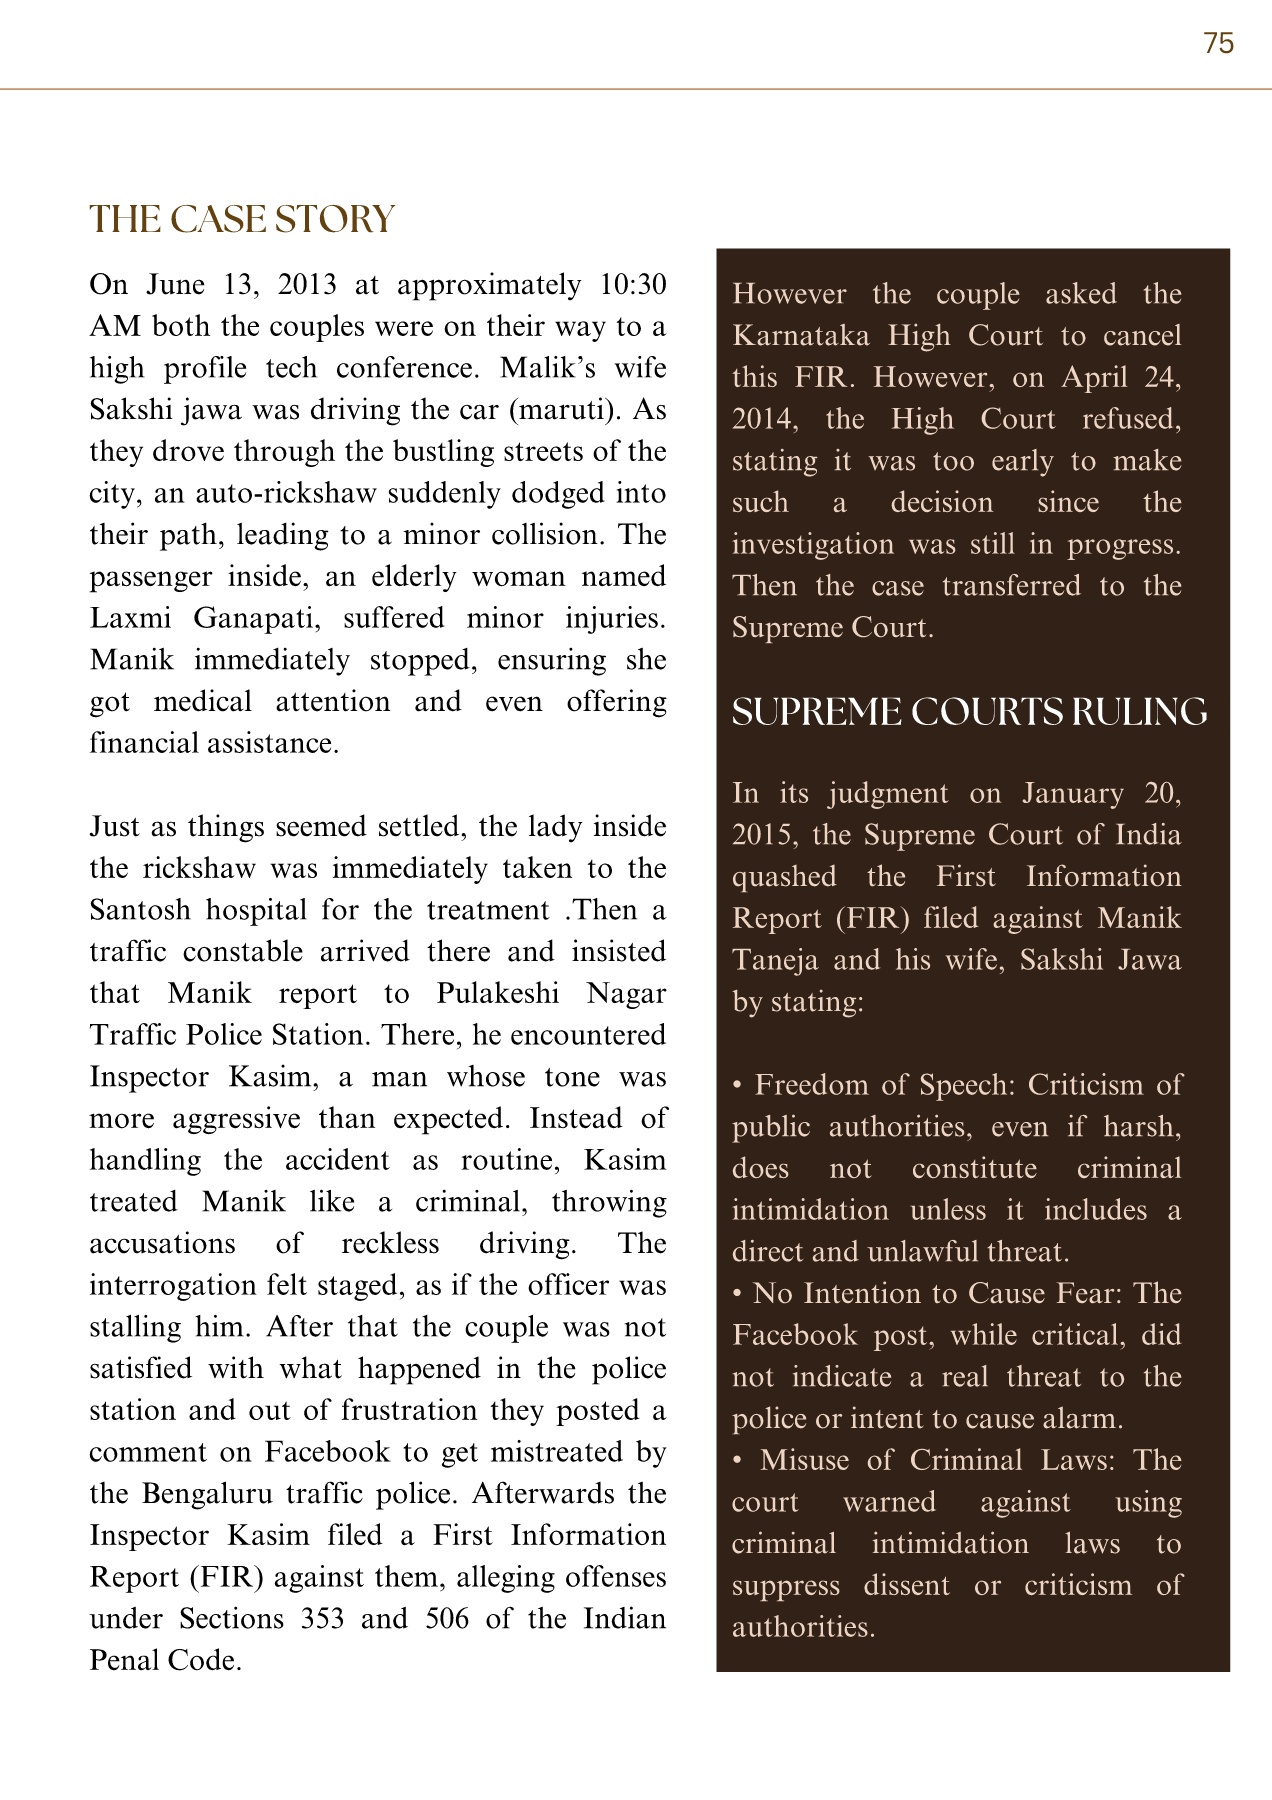 75
THE CASE STORY
On June 13, 2013 at approximately 10:30
AM both the couples were on their way to a
high profile tech conference. Malik’s wife
Sakshi jawa was driving the car (maruti). As
they drove through the bustling streets of the
city, an auto-rickshaw suddenly dodged into
their path, leading to a minor collision. The
passenger inside, an elderly woman named
Laxmi Ganapati, suffered minor injuries.
Manik immediately stopped, ensuring she
got medical attention and even offering
financial assistance.
Just as things seemed settled, the lady inside
the rickshaw was immediately taken to the
Santosh hospital for the treatment .Then a
traffic constable arrived there and insisted
that Manik report to Pulakeshi Nagar
Traffic Police Station. There, he encountered
Inspector Kasim, a man whose tone was
more aggressive than expected. Instead of
handling the accident as routine, Kasim
treated Manik like a criminal, throwing
accusations of reckless driving. The
interrogation felt staged, as if the officer was
stalling him. After that the couple was not
satisfied with what happened in the police
station and out of frustration they posted a
comment on Facebook to get mistreated by
the Bengaluru traffic police. Afterwards the
Inspector Kasim filed a First Information
Report (FIR) against them, alleging offenses
under Sections 353 and 506 of the Indian
Penal Code.
However the couple asked the
Karnataka High Court to cancel
this FIR. However, on April 24,
2014, the High Court refused,
stating it was too early to make
such a decision since the
investigation was still in progress.
Then the case transferred to the
Supreme Court.
SUPREME COURTS RULING
In its judgment on January 20,
2015, the Supreme Court of India
quashed the First Information
Report (FIR) filed against Manik
Taneja and his wife, Sakshi Jawa
by stating:
• Freedom of Speech: Criticism of
public authorities, even if harsh,
does not constitute criminal
intimidation unless it includes a
direct and unlawful threat.
• No Intention to Cause Fear: The
Facebook post, while critical, did
not indicate a real threat to the
police or intent to cause alarm.
• Misuse of Criminal Laws: The
court warned against using
criminal intimidation laws to
suppress dissent or criticism of
authorities.